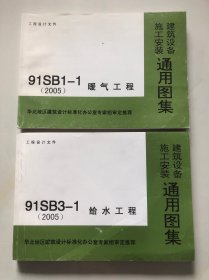 工程设计文件
91SB1-1 暖气工程
(2005)
华北地区建筑设计标准化办公室专家组审定推荐
建筑设备
施工安装
通用图集
工程设计文件
91SB3-1 给水工程
(2005)
华北地区建筑设计标准化办公室专家组审定推荐
建筑设备
施工安装
通用图集